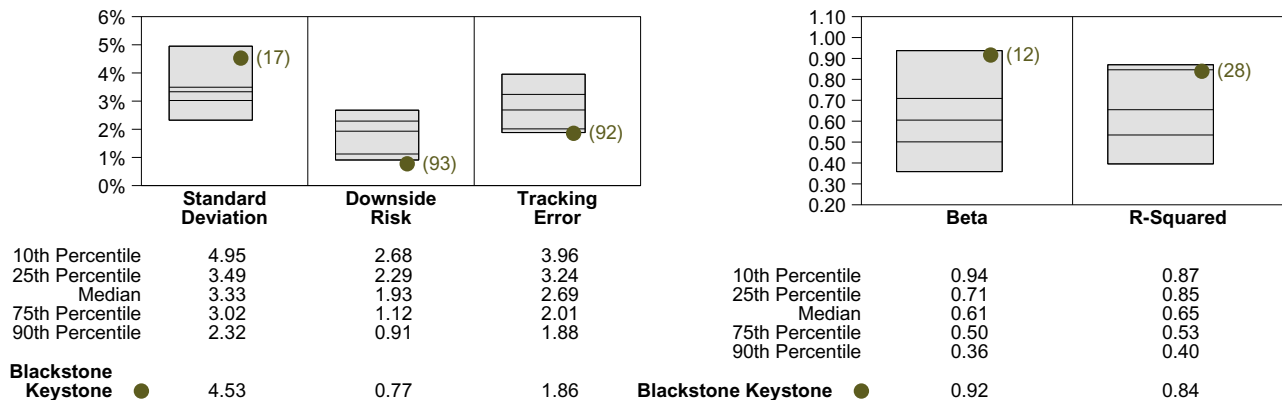 6%
5%
4%
3%
2%
1%
0%
(17)
(93)
(92)
Standard Deviation
Downside Risk
Tracking Error
10th Percentile 4.95 2.68 3.96
25th Percentile 3.49 2.29 3.24
Median 3.33 1.93 2.69
75th Percentile 3.02 1.12 2.01
90th Percentile 2.32 0.91 1.88
Blackstone
Keystone 4.53 0.77 1.86
1.10
1.00
0.90
0.80
0.70
0.60
0.50
0.40
0.30
0.20
(12)
(28)
Beta R-Squared
10th Percentile 0.94 0.87
25th Percentile 0.71 0.85
Median 0.61 0.65
75th Percentile 0.50 0.53
90th Percentile 0.36 0.40
Blackstone Keystone 0.92 0.84